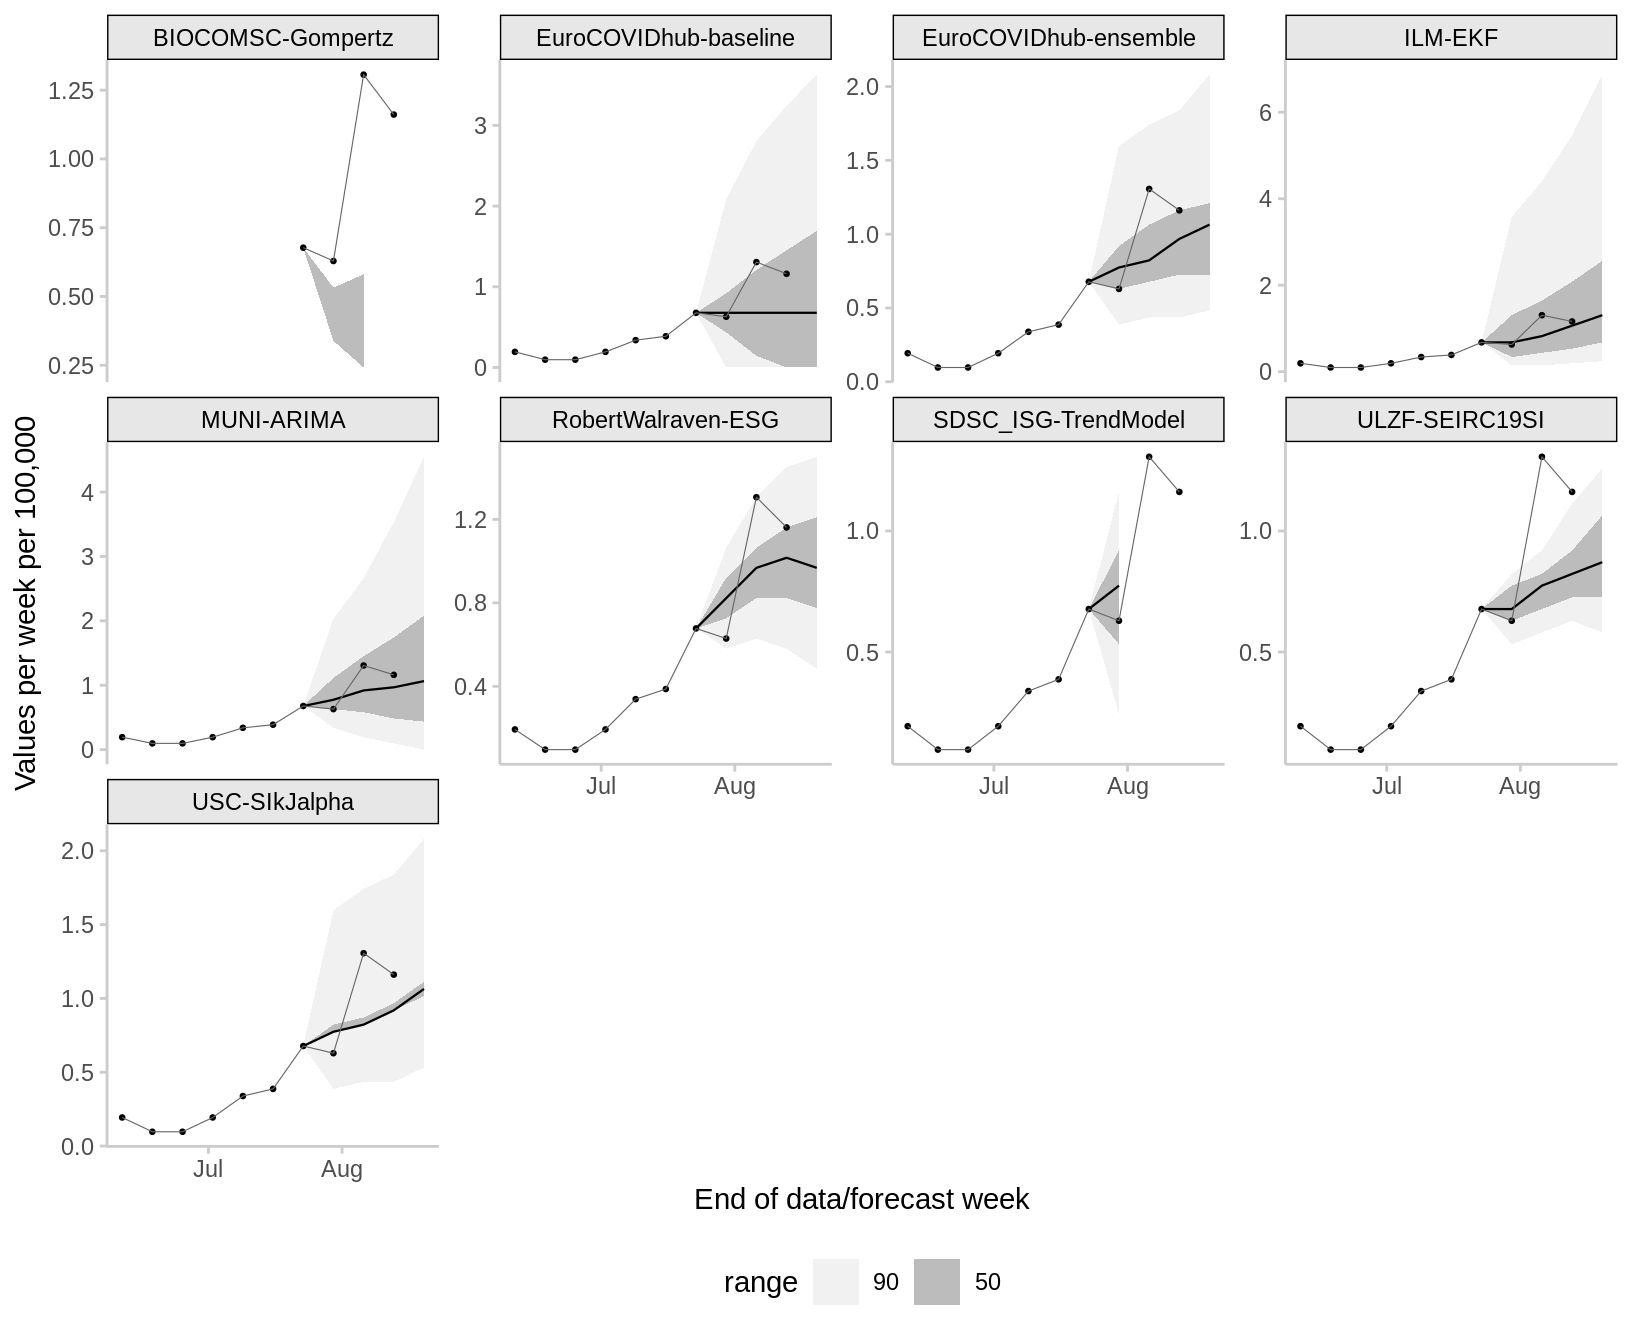 BIOCOMSC-Gompertz
EuroCOVIDhub-baseline
EuroCOVIDhub-ensemble
ILM-EKF
1.25
1.00
0.75
0.50
0.25
3
2
1
0
2.0
1.5
1.0
0.5
0.0
6
4
2
0
MUNI-ARIMA
RobertWalraven-ESG
SDSC_ISG-TrendModel
ULZF-SEIRC19SI
4
3
2
1
0
1.2
0.8
0.4
Jul Aug
1.0
0.5
Jul Aug
1.0
0.5
Jul Aug
USC-SIkJalpha
2.0
1.5
1.0
0.5
0.0
Jul Aug
Values per week per 100,000
End of data/forecast week
range 90 50